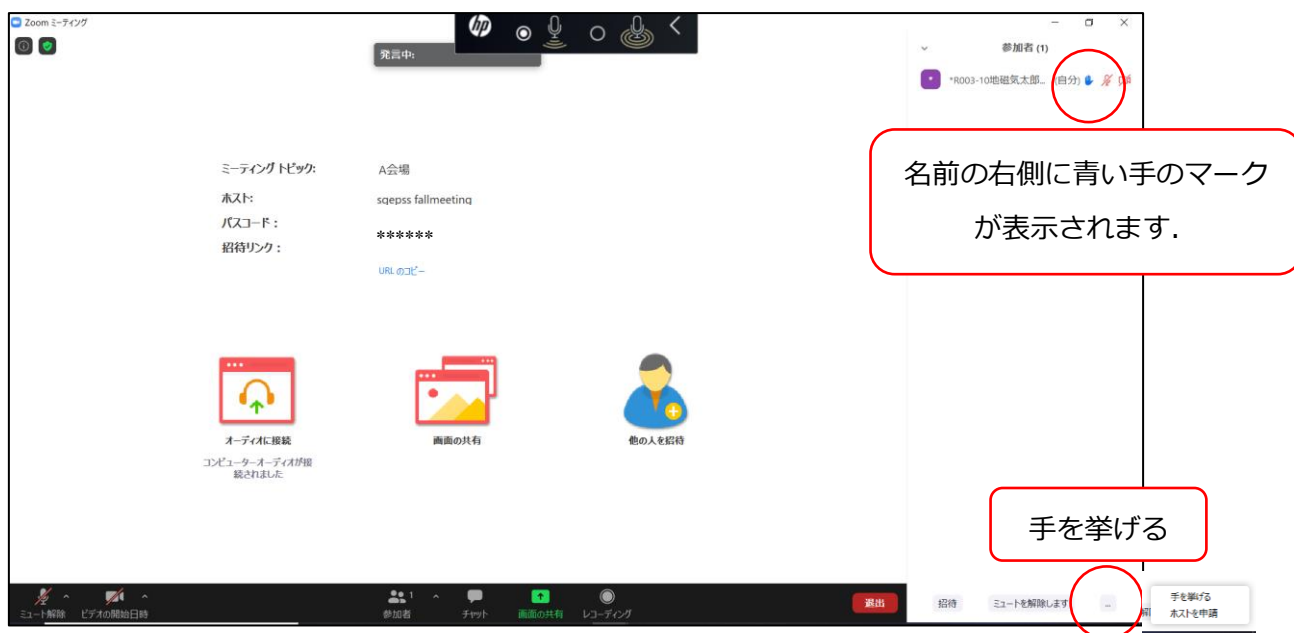 Zoom ミーティング
hp
発言中:
参加者 (1)
*R003-10地磁気太郎... (自分)
名前の右側に青い手のマーク
が表示されます.
ミーティング トピック:
A会場
ホスト:
sgepss fallmeeting
パスコード：
******
招待リンク：
URL のコピー
オーディオに接続
コンピューターオーディオが接
続されました
画面の共有
他の人を招待
手を挙げる
ミュート解除
ビデオの開始日時
1
参加者
チャット
画面の共有
レコーディング
退出
招待
ミュートを解除します
...
手を挙げる
ホストを申請